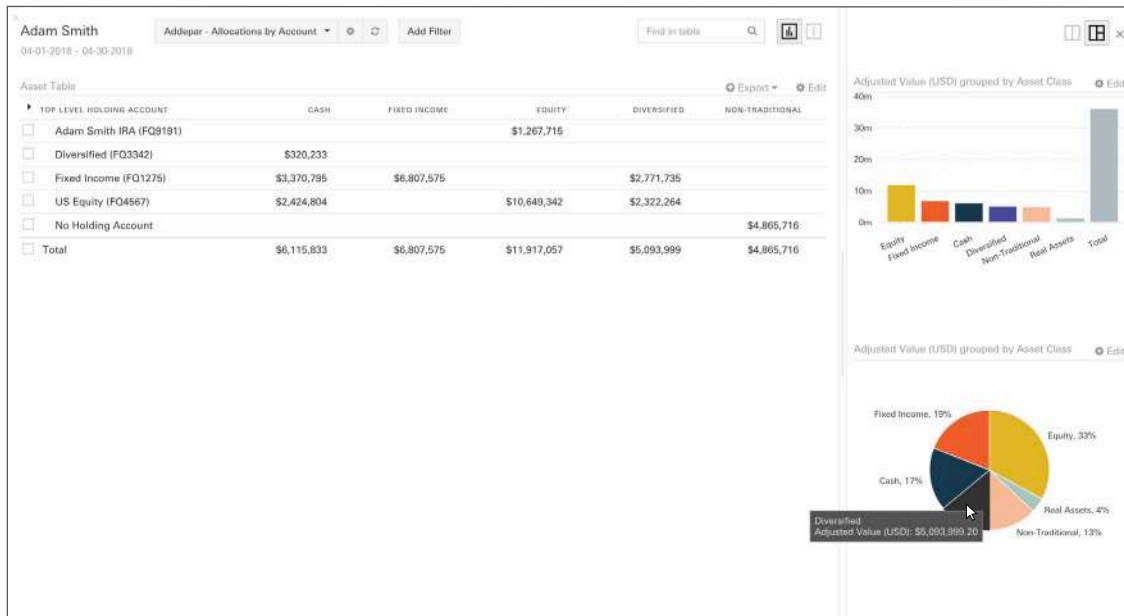 Adam Smith
04-01-2018 - 04-30-2018
Addepar - Allocations by Account
Add Filter
Find in table
Asset Table
Export
Edit
TOP LEVEL HOLDING ACCOUNT CASH FIXED INCOME EQUITY DIVERSIFIED NON-TRADITIONAL
Adam Smith IRA (FQ9191) $1,267,715
Diversified (FQ3342) $320,233
Fixed Income (FQ1275) $3,370,795 $6,807,575 $2,771,735
US Equity (FQ4567) $2,424,804 $10,649,342 $2,322,264
No Holding Account $4,865,716
Total $6,115,833 $6,807,575 $11,917,057 $5,093,999 $4,865,716
Adjusted Value (USD) grouped by Asset Class
Edit
40m
30m
20m
10m
0m
Equity
Fixed Income
Cash
Diversified
Non-Traditional
Real Assets
Total
Adjusted Value (USD) grouped by Asset Class
Edit
Fixed Income, 19%
Equity, 33%
Cash, 17%
Real Assets, 4%
Diversified
Adjusted Value (USD): $5,093,999.20
Non-Traditional, 13%